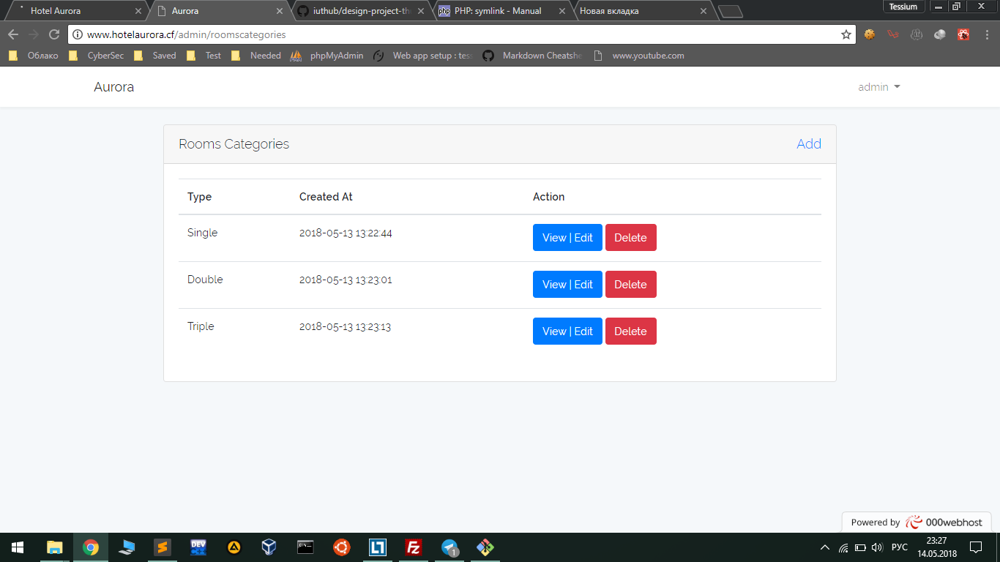 Hotel Aurora
Aurora
iuthub/design-project-the
php PHP: symlink - Manual
Новая вкладка
Tessium
www.hotelaurora.cf/admin/roomscategories
Облако
CyberSec
Saved
Test
Needed
phpMyAdmin
Web app setup : tess
Markdown Cheatshe
www.youtube.com
Aurora
admin
Rooms Categories
Add
Type Created At Action
Single 2018-05-13 13:22:44 View | Edit Delete
Double 2018-05-13 13:23:01 View | Edit Delete
Triple 2018-05-13 13:23:13 View | Edit Delete
Powered by 000webhost
DEV
1
РУС
23:27
14.05.2018